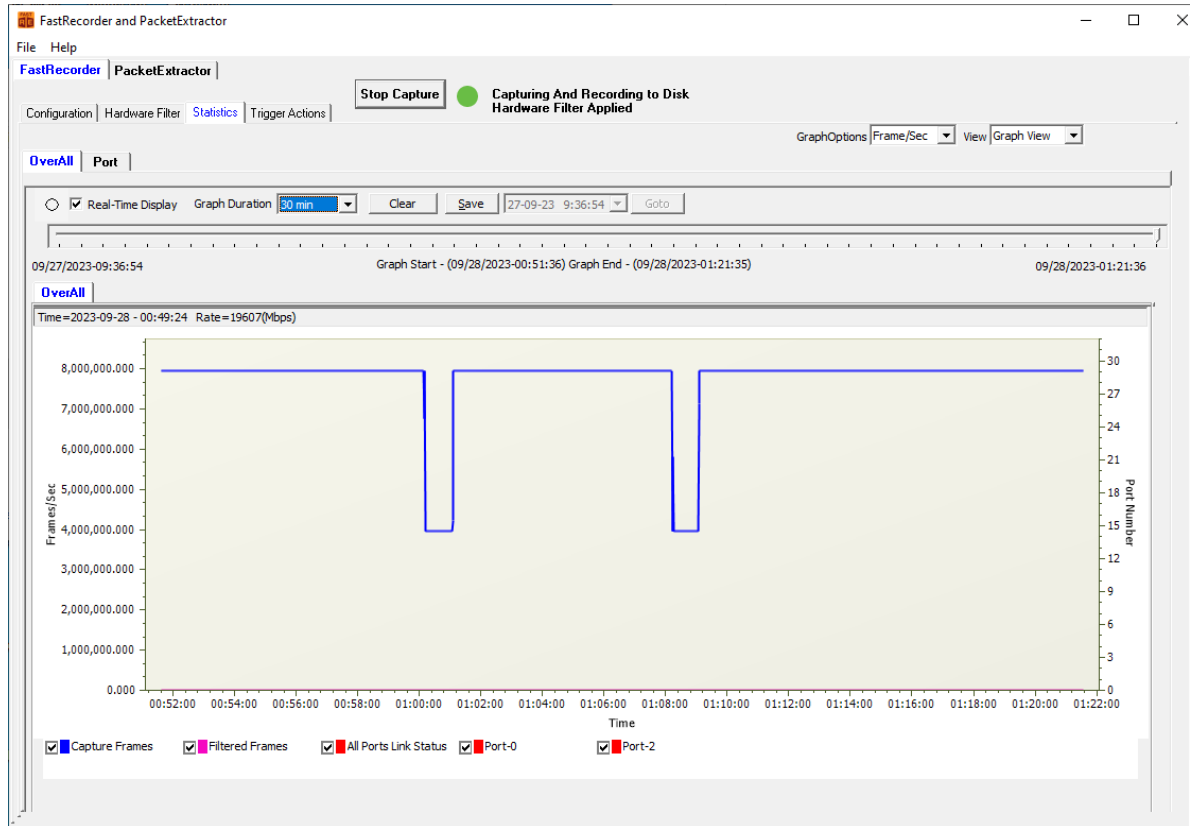 FastRecorder and PacketExtractor
File Help
FastRecorder PacketExtractor
Stop Capture Capturing And Recording to Disk
Hardware Filter Applied
Configuration Hardware Filter Statistics Trigger Actions
GraphOptions Frame/Sec View Graph View
OverAll Port
Real-Time Display Graph Duration 30 min Clear Save 27-09-23 9:36:54 Goto
09/27/2023-09:36:54 Graph Start - (09/28/2023-00:51:36) Graph End - (09/28/2023-01:21:35) 09/28/2023-01:21:36
OverAll
Time=2023-09-28 - 00:49:24 Rate=19607(Mbps)
8,000,000.000
7,000,000.000
6,000,000.000
5,000,000.000
4,000,000.000
3,000,000.000
2,000,000.000
1,000,000.000
0.000
Frames/Sec
30
27
24
21
18
15
12
9
6
3
0
Port Number
00:52:00 00:54:00 00:56:00 00:58:00 01:00:00 01:02:00 01:04:00 01:06:00 01:08:00 01:10:00 01:12:00 01:14:00 01:16:00 01:18:00 01:20:00 01:22:00
Time
Capture Frames Filtered Frames All Ports Link Status Port-0 Port-2